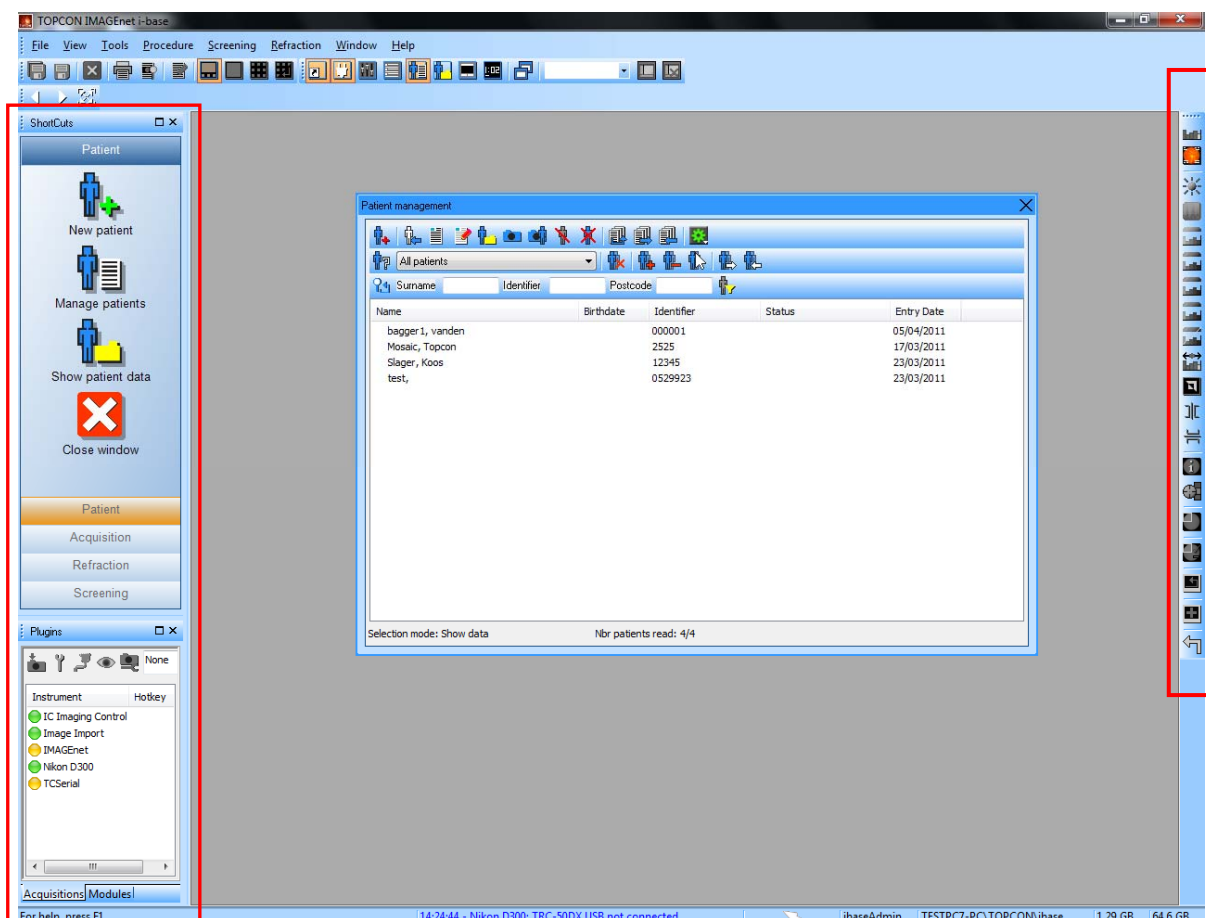 TOPCON IMAGEnet i-base
File View Tools Procedure Screening Refraction Window Help
1:02
ShortCuts
Patient
New patient
Manage patients
Show patient data
Close window
Patient
Acquisition
Refraction
Screening
Plugins
None
Instrument Hotkey
IC Imaging Control
Image Import
IMAGEnet
Nikon D300
TCSerial
Acquisitions Modules
Patient management
All patients
Surname Identifier Postcode
Name Birthdate Identifier Status Entry Date
bagger1, vanden 000001 05/04/2011
Mosaic, Topcon 2525 17/03/2011
Slager, Koos 12345 23/03/2011
test, 0529923 23/03/2011
Selection mode: Show data Nbr patients read: 4/4
For help, press F1 14:24:44 - Nikon D300: TRC-50DX USB not connected ibaseAdmin TESTPC7-PC\TOPCON\ibase 1.29 GB 64.6 GB